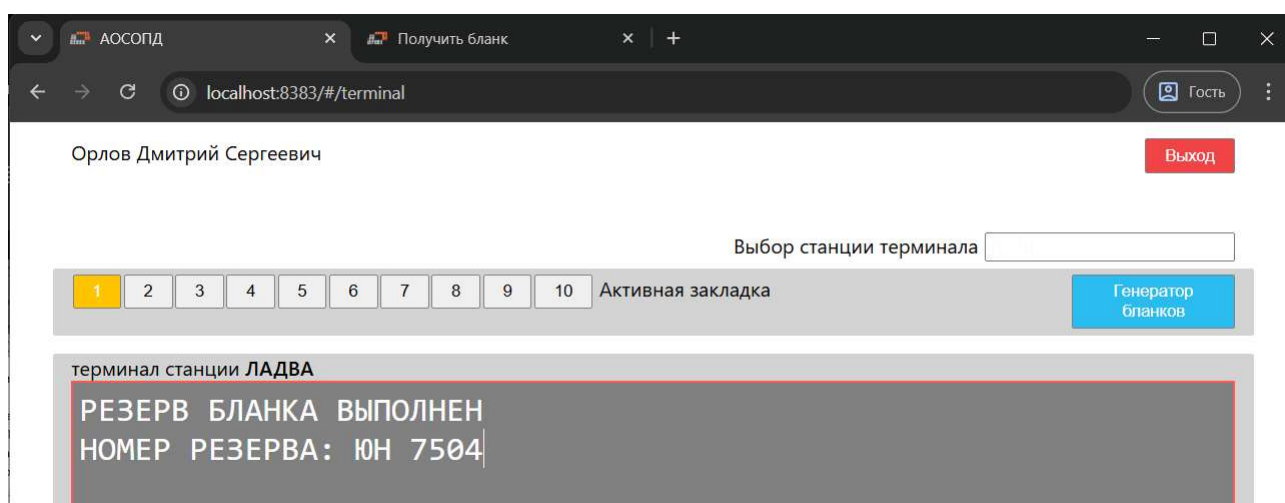 АОСОПД
Получить бланк
localhost:8383/#/terminal
Гость
Орлов Дмитрий Сергеевич
Выход
Выбор станции терминала
1 2 3 4 5 6 7 8 9 10 Активная закладка
Генератор
бланков
терминал станции ЛАДВА
РЕЗЕРВ БЛАНКА ВЫПОЛНЕН
НОМЕР РЕЗЕРВА: ЮН 7504